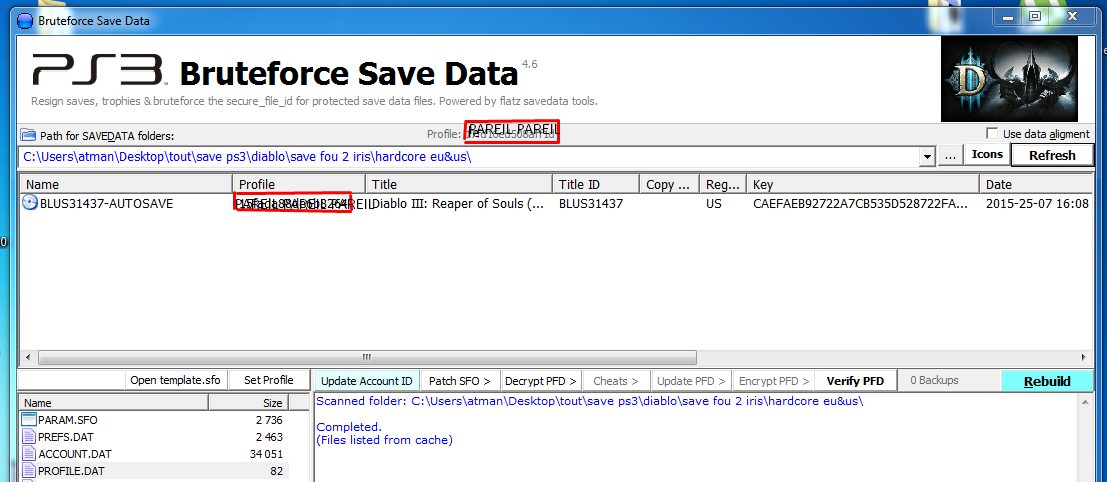 Bruteforce Save Data
PS3 Bruteforce Save Data 4.6
Resign saves, trophies & bruteforce the secure_file_id for protected save data files. Powered by flatz savedata tools.
Path for SAVEDATA folders:
Profile: PAREIL PAREIL
Use data aligment
C:\Users\atman\Desktop\tout\save ps3\diablo\save fou 2 iris\hardcore eu&us\
...
Icons
Refresh
Name Profile Title Title ID Copy ... Reg... Key Date
BLUS31437-AUTOSAVE Diablo III: Reaper of Souls (... BLUS31437 US CAEFAEB92722A7CB535D528722FA... 2015-25-07 16:08
Open template.sfo Set Profile Update Account ID Patch SFO > Decrypt PFD > Cheats > Update PFD > Encrypt PFD > Verify PFD 0 Backups Rebuild
Name Size
PARAM.SFO 2 736
PREFS.DAT 2 463
ACCOUNT.DAT 34 051
PROFILE.DAT 82
Scanned folder: C:\Users\atman\Desktop\tout\save ps3\diablo\save fou 2 iris\hardcore eu&us\
Completed.
(Files listed from cache)